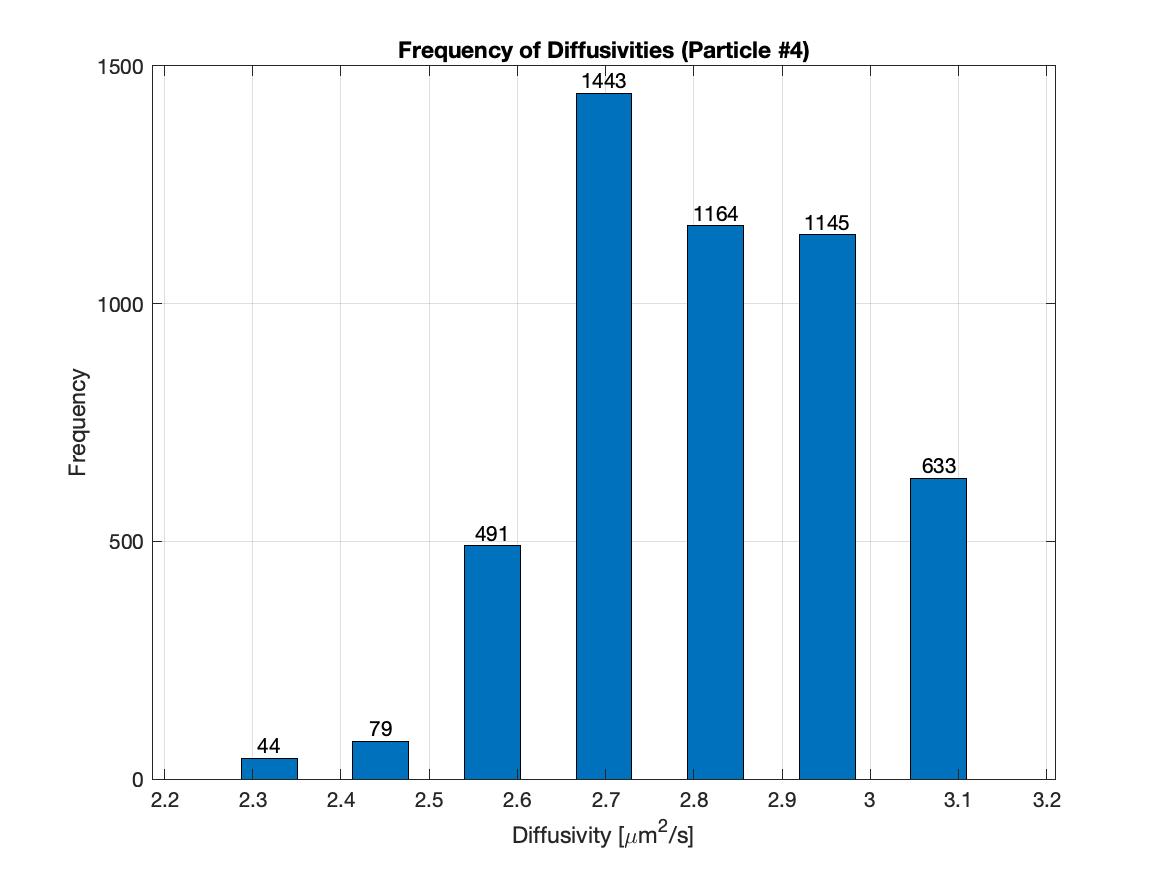 Frequency of Diffusivities (Particle #4)
1500
1443
1164
1145
1000
Frequency
633
491
500
79
44
0
2.2 2.3 2.4 2.5 2.6 2.7 2.8 2.9 3 3.1 3.2
Diffusivity [μm²/s]